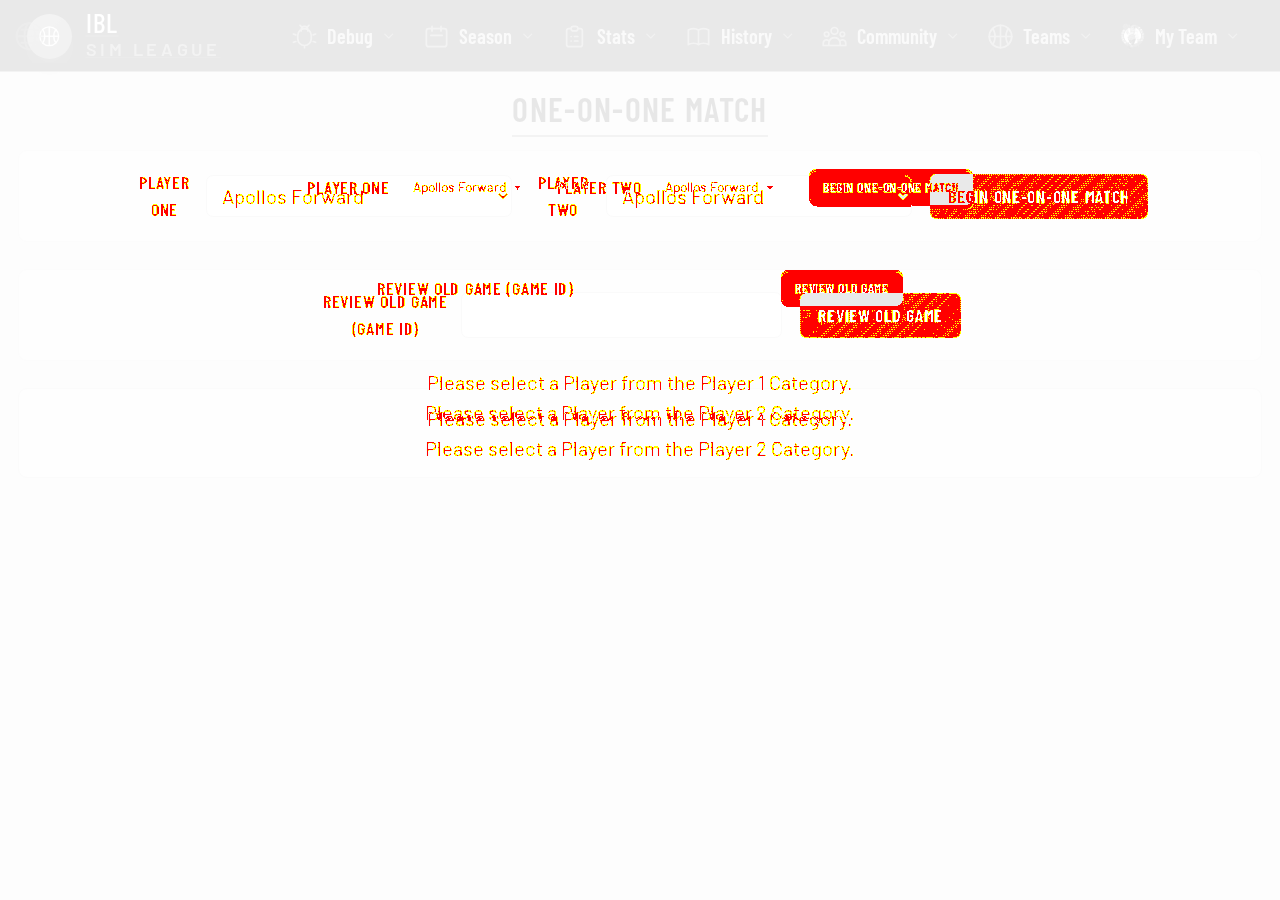 IBL
SIM LEAGUE
Debug
Season
Stats
History
Community
Teams
My Team
ONE-ON-ONE MATCH
PLAYER
ONE
Apollos Forward
PLAYER ONE
Apollos Forward
PLAYER
TWO
PLAYER TWO
Apollos Forward
Apollos Forward
BEGIN ONE-ON-ONE MATCH
BEGIN ONE-ON-ONE MATCH
REVIEW OLD GAME (GAME ID)
REVIEW OLD GAME
REVIEW OLD GAME
(GAME ID)
REVIEW OLD GAME
Please select a Player from the Player 1 Category.
Please select a Player from the Player 2 Category.
Please select a Player from the Player 1 Category.
Please select a Player from the Player 2 Category.